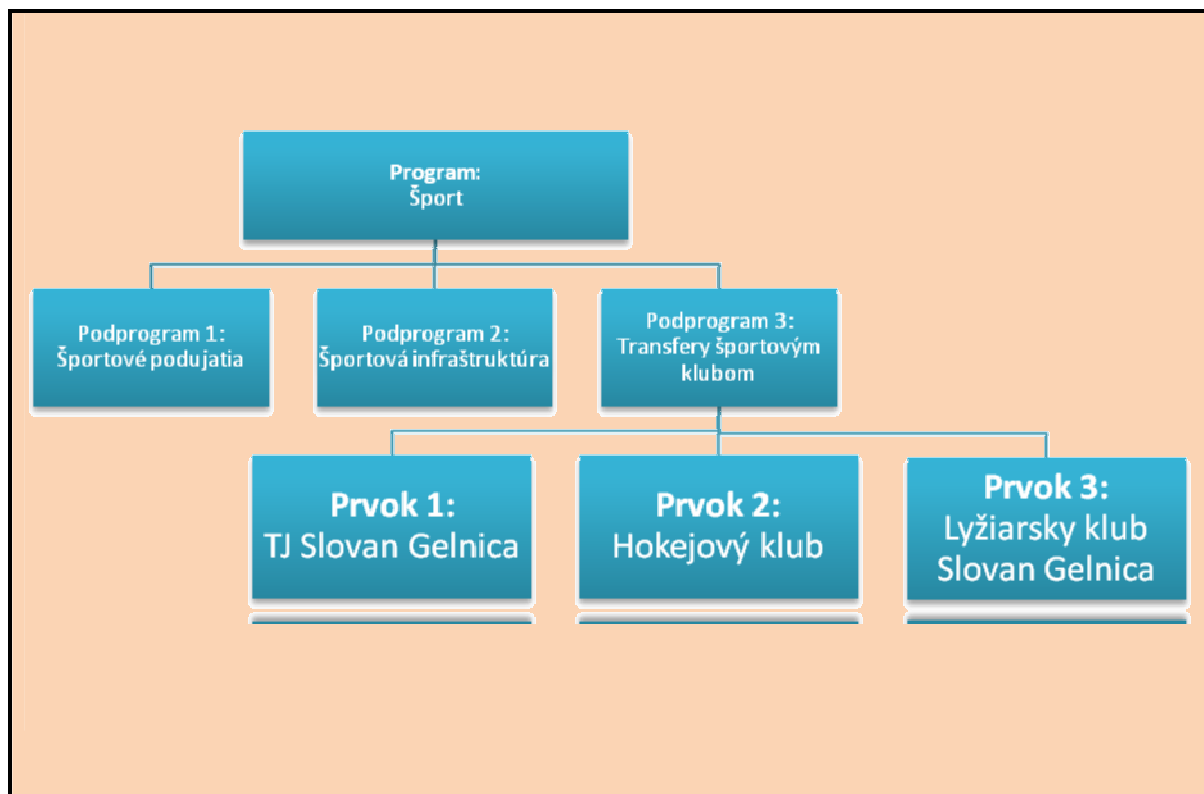 Program:
Šport
Podprogram 1:
Športové podujatia
Podprogram 2:
Športová infraštruktúra
Podprogram 3:
Transfery športovým
klubom
Prvok 1:
TJ Slovan Gelnica
Prvok 2:
Hokejový klub
Prvok 3:
Lyžiarsky klub
Slovan Gelnica